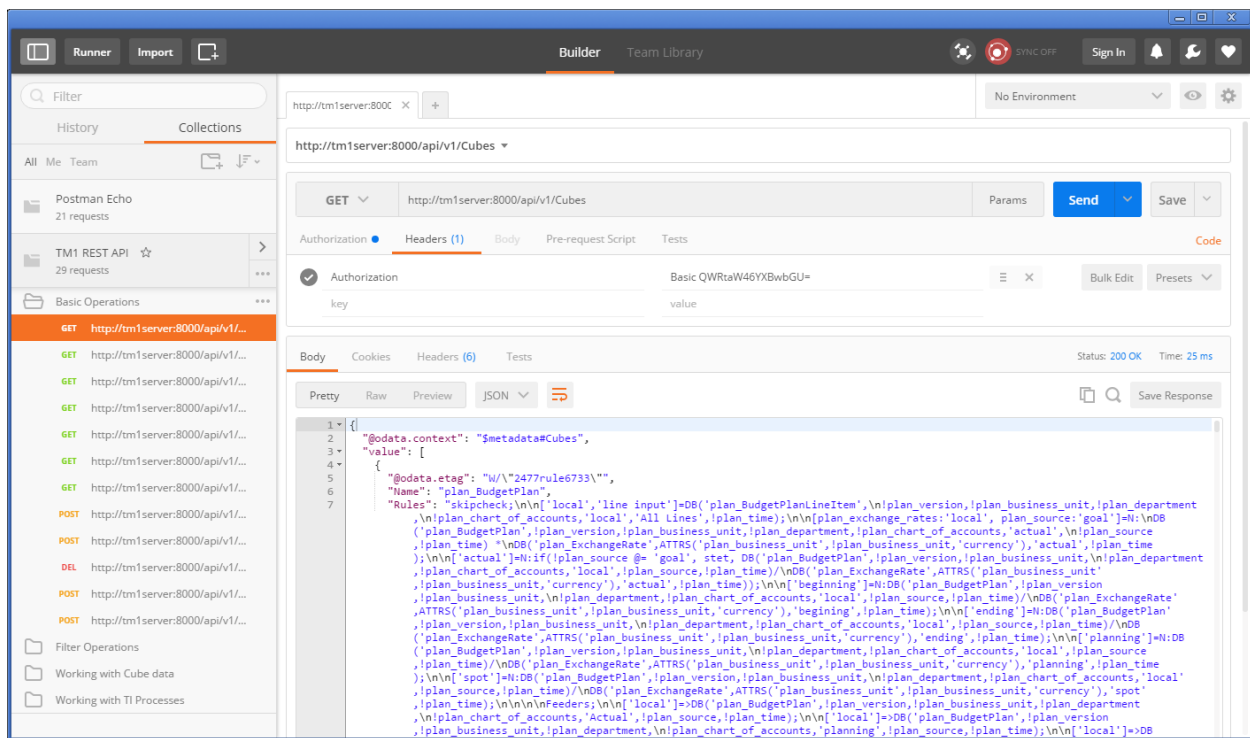 Runner
Import
Builder
Team Library
SYNC OFF
Sign In
Filter
History
Collections
All Me Team
Postman Echo
21 requests
TM1 REST API
29 requests
Basic Operations
GET http://tm1server:8000/api/v1/...
GET http://tm1server:8000/api/v1/...
GET http://tm1server:8000/api/v1/...
GET http://tm1server:8000/api/v1/...
GET http://tm1server:8000/api/v1/...
GET http://tm1server:8000/api/v1/...
GET http://tm1server:8000/api/v1/...
POST http://tm1server:8000/api/v1/...
POST http://tm1server:8000/api/v1/...
DEL http://tm1server:8000/api/v1/...
POST http://tm1server:8000/api/v1/...
POST http://tm1server:8000/api/v1/...
Filter Operations
Working with Cube data
Working with TI Processes
http://tm1server:800C
No Environment
http://tm1server:8000/api/v1/Cubes
GET http://tm1server:8000/api/v1/Cubes Params Send Save
Authorization Headers (1) Body Pre-request Script Tests Code
Authorization Basic QWRtaW46YXBwbGU= Bulk Edit Presets
key value
Body Cookies Headers (6) Tests Status: 200 OK Time: 25 ms
Pretty Raw Preview JSON Save Response
1 {
2 "@odata.context": "$metadata#Cubes",
3 "value": [
4 {
5 "@odata.etag": "W/\"2477rule6733\"",
6 "Name": "plan_BudgetPlan",
7 "Rules": "skipcheck;\n\n['local','line input']=DB('plan_BudgetPlanLineItem',\n!plan_version,!plan_business_unit,!plan_department
,\n!plan_chart_of_accounts,'local','All Lines',!plan_time);\n\n[plan_exchange_rates:'local', plan_source:'goal']=N:\nDB
('plan_BudgetPlan',!plan_version,!plan_business_unit,!plan_department,!plan_chart_of_accounts,'actual',\n!plan_source
,!plan_time) *\nDB('plan_ExchangeRate',ATTRS('plan_business_unit',!plan_business_unit,'currency'),'actual',!plan_time
);\n\n['actual']=N:if(!plan_source @= 'goal', stet, DB('plan_BudgetPlan',!plan_version,!plan_business_unit,\n!plan_department
,!plan_chart_of_accounts,'local',!plan_source,!plan_time)/\nDB('plan_ExchangeRate',ATTRS('plan_business_unit'
,!plan_business_unit,'currency'),'actual',!plan_time));\n\n['beginning']=N:DB('plan_BudgetPlan',!plan_version
,!plan_business_unit,\n!plan_department,!plan_chart_of_accounts,'local',!plan_source,!plan_time)/\nDB('plan_ExchangeRate'
,ATTRS('plan_business_unit',!plan_business_unit,'currency'),'begining',!plan_time);\n\n['ending']=N:DB('plan_BudgetPlan'
,!plan_version,!plan_business_unit,\n!plan_department,!plan_chart_of_accounts,'local',!plan_source,!plan_time)/\nDB
('plan_ExchangeRate',ATTRS('plan_business_unit',!plan_business_unit,'currency'),'ending',!plan_time);\n\n['planning']=N:DB
('plan_BudgetPlan',!plan_version,!plan_business_unit,\n!plan_department,!plan_chart_of_accounts,'local',!plan_source
,!plan_time)/\nDB('plan_ExchangeRate',ATTRS('plan_business_unit',!plan_business_unit,'currency'),'planning',!plan_time
);\n\n['spot']=N:DB('plan_BudgetPlan',!plan_version,!plan_business_unit,\n!plan_department,!plan_chart_of_accounts,'local'
,!plan_source,!plan_time)/\nDB('plan_ExchangeRate',ATTRS('plan_business_unit',!plan_business_unit,'currency'),'spot'
,!plan_time);\n\n\n\nFeeders;\n\n['local']=>DB('plan_BudgetPlan',!plan_version,!plan_business_unit,!plan_department
,\n!plan_chart_of_accounts,'Actual',!plan_source,!plan_time);\n\n['local']=>DB('plan_BudgetPlan',!plan_version
,!plan_business_unit,!plan_department,\n!plan_chart_of_accounts,'planning',!plan_source,!plan_time);\n\n['local']=>DB